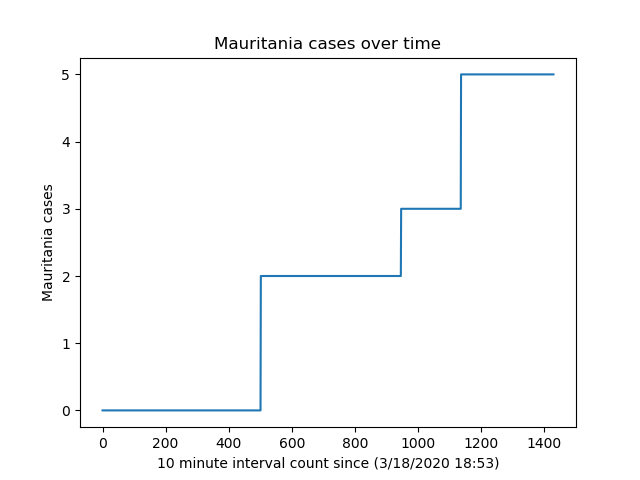 Mauritania cases over time
5
4
3
2
1
0
Mauritania cases
0 200 400 600 800 1000 1200 1400
10 minute interval count since (3/18/2020 18:53)